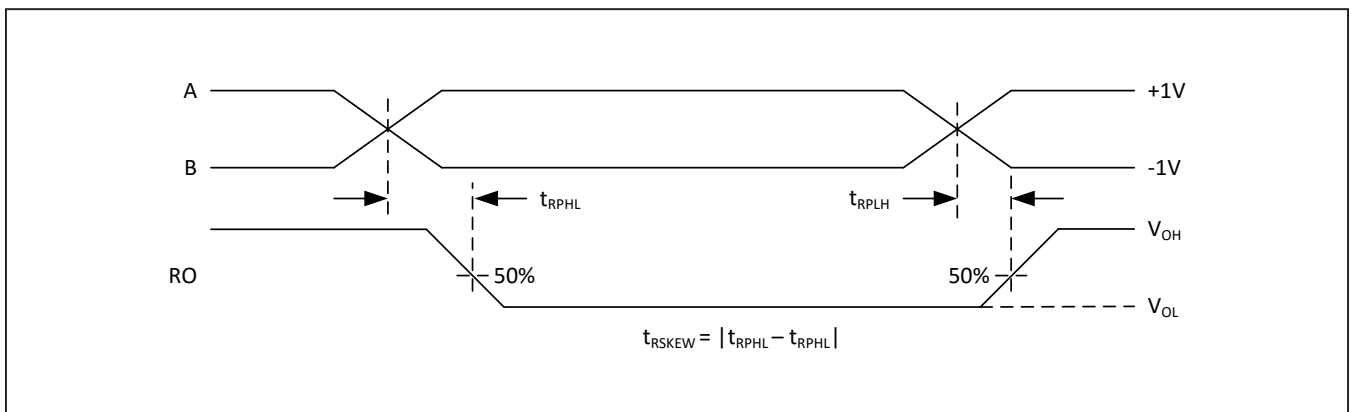 A +1V
B -1V
tRPHL tRPLH
VOH
RO 50% 50%
VOL
tRSKEW = |tRPHL – tRPHL|